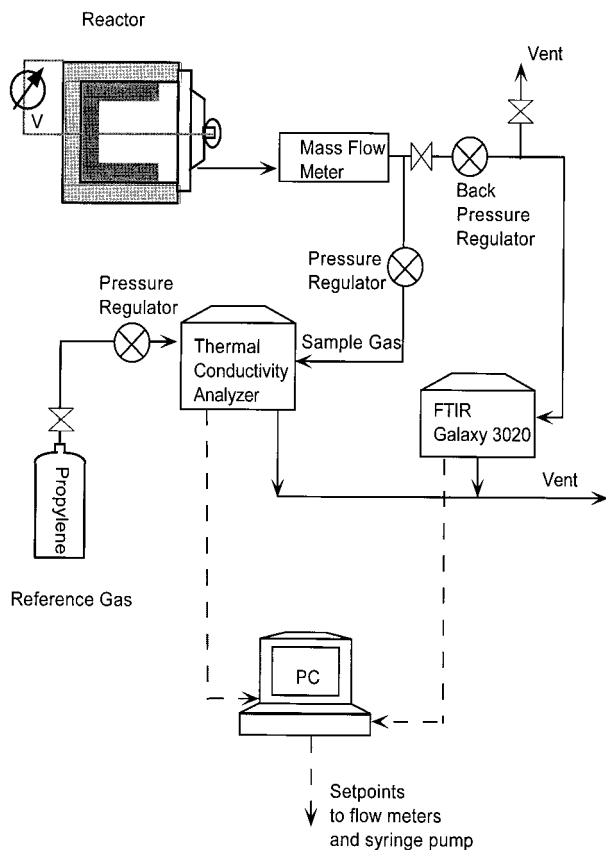 Reactor
V
Mass Flow
Meter
Vent
Back
Pressure
Regulator
Pressure
Regulator
Pressure
Regulator
Sample Gas
Thermal
Conductivity
Analyzer
FTIR
Galaxy 3020
Vent
Propylene
Reference Gas
PC
Setpoints
to flow meters
and syringe pump